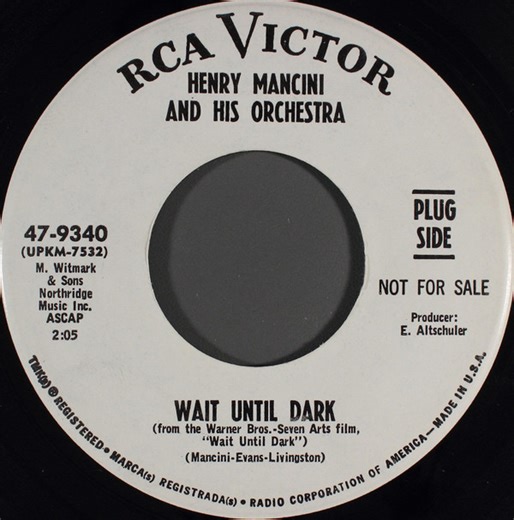 RCA VICTOR
HENRY MANCINI
AND HIS ORCHESTRA
47-9340
(UPKM-7532)
M. Witmark
& Sons
Northridge
Music Inc.
ASCAP
2:05
PLUG
SIDE
NOT FOR SALE
Producer:
E. Altschuler
WAIT UNTIL DARK
(from the Warner Bros.-Seven Arts film,
"Wait Until Dark")
(Mancini-Evans-Livingston)
TMK(s) ® REGISTERED • MARCA(s) REGISTRADA(s) • RADIO CORPORATION OF AMERICA—MADE IN U.S.A.